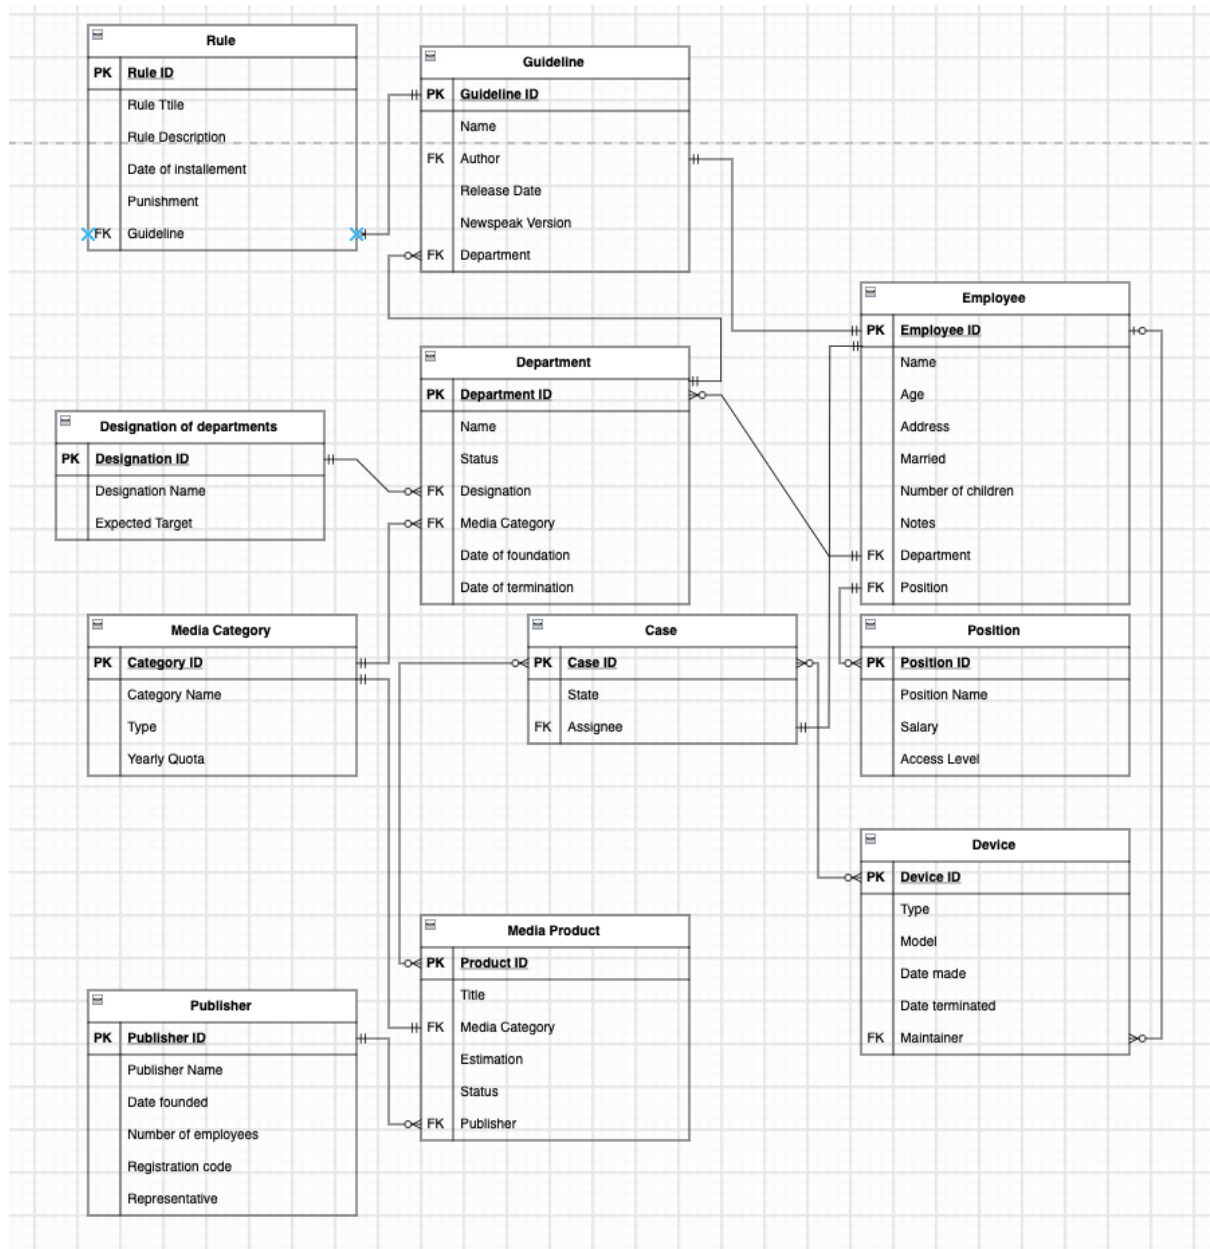 Rule
PK Rule ID
Rule Ttile
Rule Description
Date of installement
Punishment
FK Guideline
Guideline
PK Guideline ID
Name
FK Author
Release Date
Newspeak Version
FK Department
Employee
PK Employee ID
Name
Age
Address
Married
Number of children
Notes
FK Department
FK Position
Department
PK Department ID
Name
Status
FK Designation
FK Media Category
Date of foundation
Date of termination
Designation of departments
PK Designation ID
Designation Name
Expected Target
Media Category
PK Category ID
Category Name
Type
Yearly Quota
Case
PK Case ID
State
FK Assignee
Position
PK Position ID
Position Name
Salary
Access Level
Device
PK Device ID
Type
Model
Date made
Date terminated
FK Maintainer
Media Product
PK Product ID
Title
FK Media Category
Estimation
Status
FK Publisher
Publisher
PK Publisher ID
Publisher Name
Date founded
Number of employees
Registration code
Representative